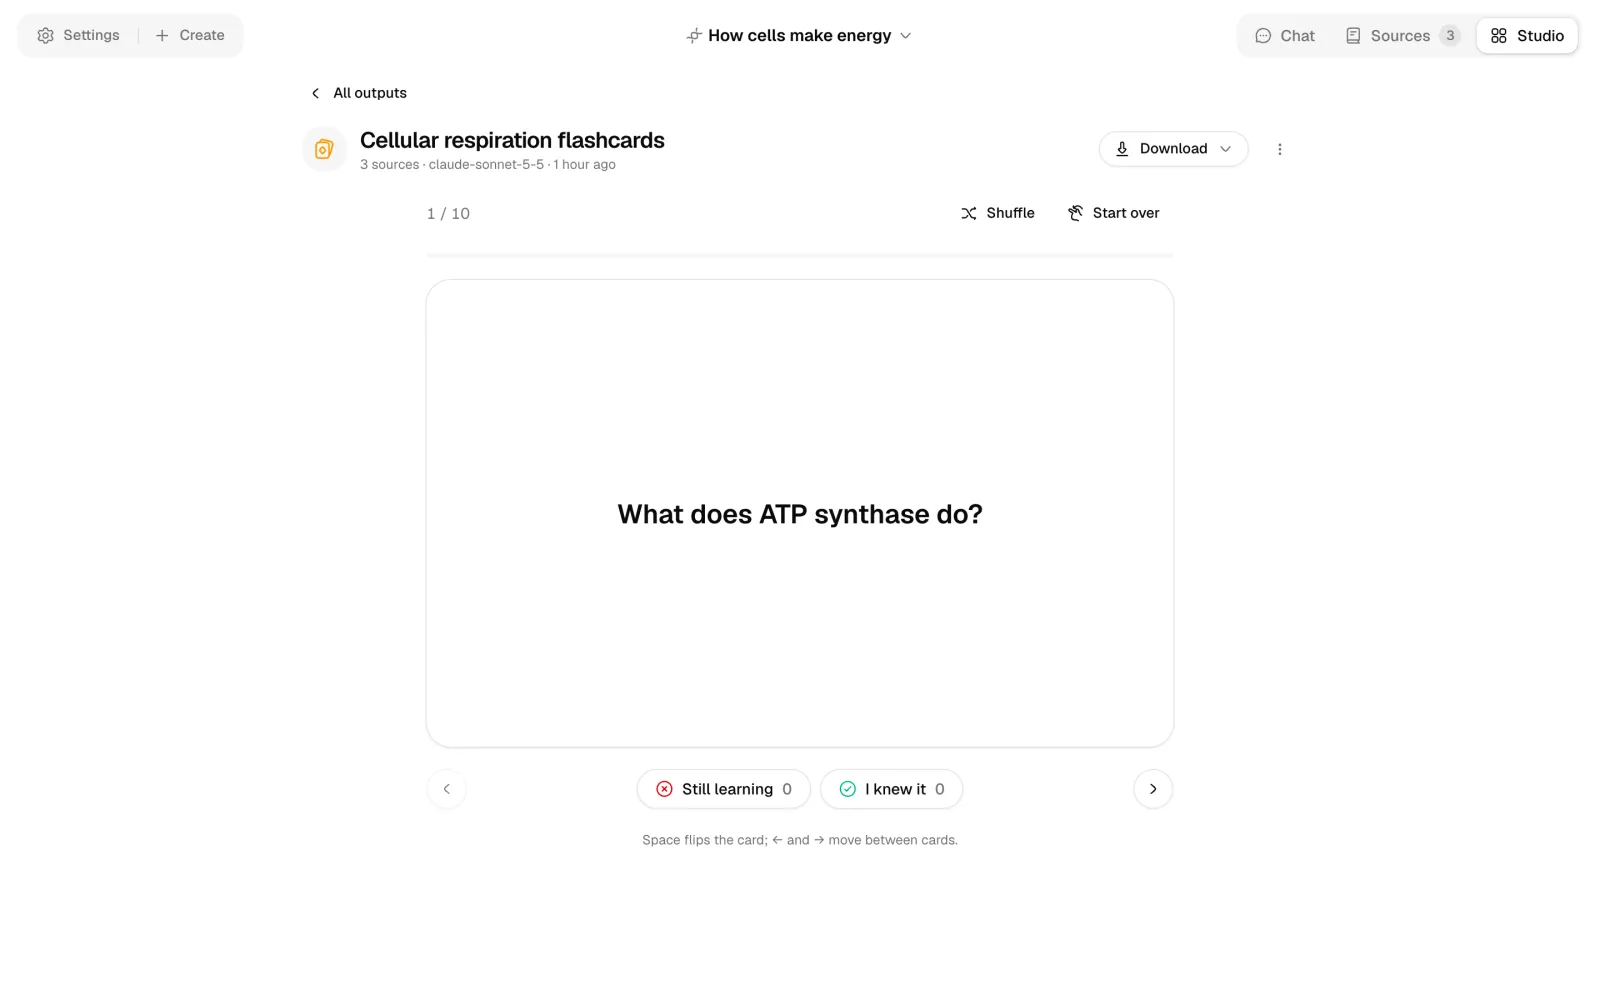 Settings
Create
How cells make energy
Chat
Sources 3
Studio
All outputs
Cellular respiration flashcards
3 sources · claude-sonnet-5-5 · 1 hour ago
Download
1 / 10
Shuffle
Start over
What does ATP synthase do?
Still learning 0
I knew it 0
Space flips the card; ← and → move between cards.